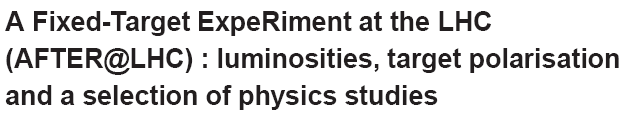 A Fixed-Target ExpeRiment at the LHC
(AFTER@LHC) : luminosities, target polarisation
and a selection of physics studies